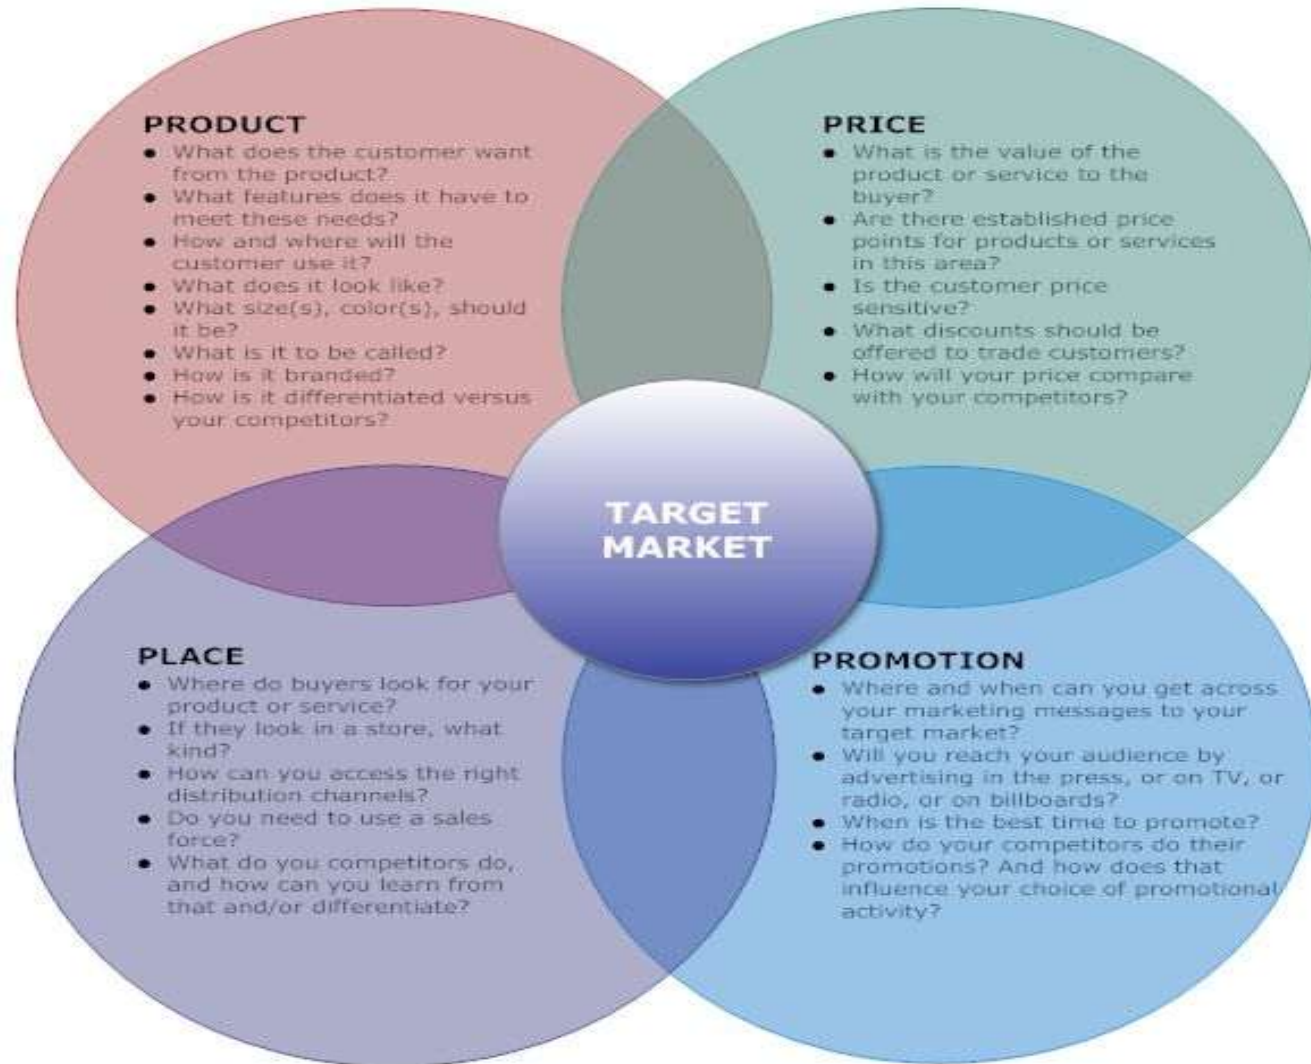 PRODUCT
● What does the customer want
from the product?
● What features does it have to
meet these needs?
● How and where will the
customer use it?
● What does it look like?
● What size(s), color(s), should
it be?
● What is it to be called?
● How is it branded?
● How is it differentiated versus
your competitors?
PRICE
● What is the value of the
product or service to the
buyer?
● Are there established price
points for products or services
in this area?
● Is the customer price
sensitive?
● What discounts should be
offered to trade customers?
● How will your price compare
with your competitors?
TARGET
MARKET
PLACE
● Where do buyers look for your
product or service?
● If they look in a store, what
kind?
● How can you access the right
distribution channels?
● Do you need to use a sales
force?
● What do you competitors do,
and how can you learn from
that and/or differentiate?
PROMOTION
● Where and when can you get across
your marketing messages to your
target market?
● Will you reach your audience by
advertising in the press, or on TV, or
radio, or on billboards?
● When is the best time to promote?
● How do your competitors do their
promotions? And how does that
influence your choice of promotional
activity?